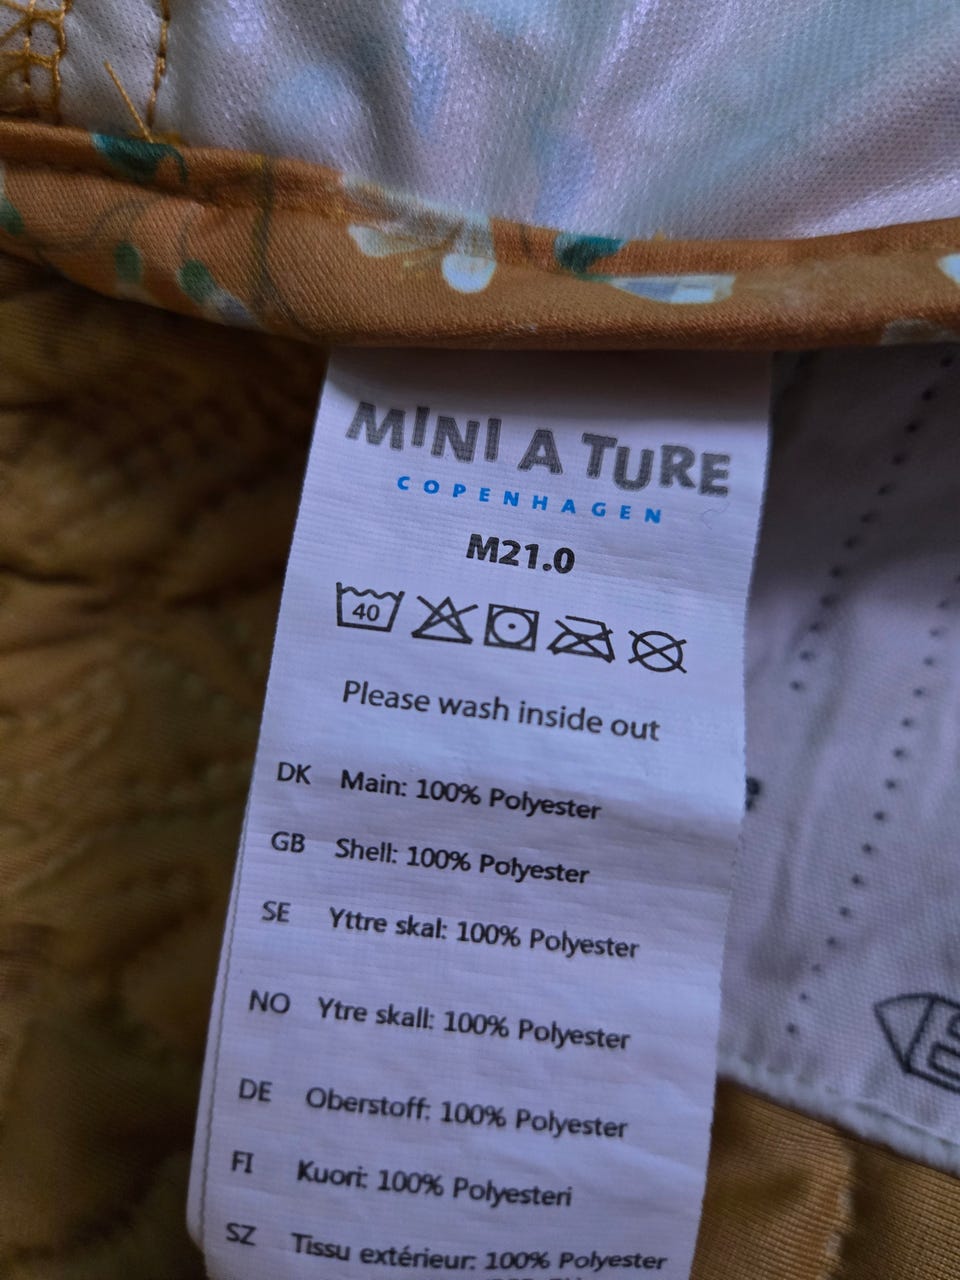 MINI A TURE
COPENHAGEN
M21.0
40
Please wash inside out
DK Main: 100% Polyester
GB Shell: 100% Polyester
SE Yttre skal: 100% Polyester
NO Ytre skall: 100% Polyester
DE Oberstoff: 100% Polyester
FI Kuori: 100% Polyesteri
SZ Tissu extérieur: 100% Polyester